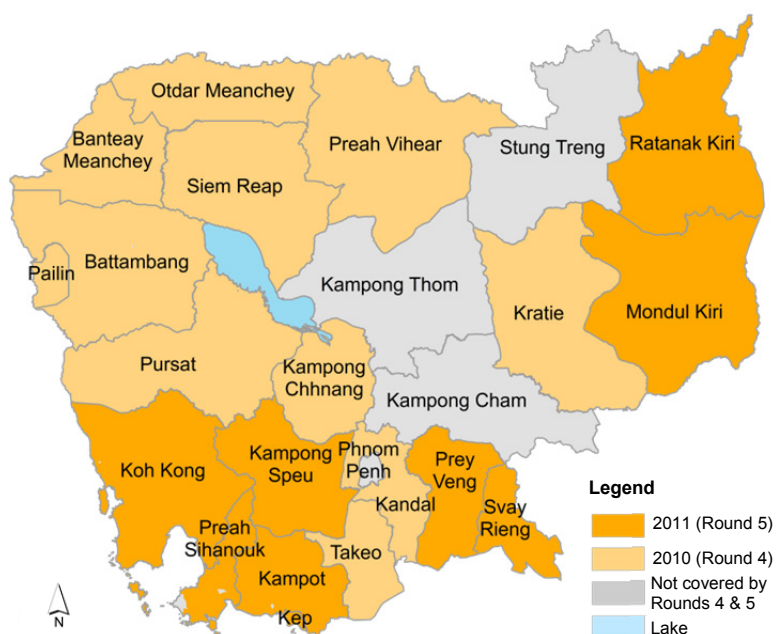 Otdar Meanchey
Banteay
Meanchey
Preah Vihear
Stung Treng
Ratanak Kiri
Siem Reap
Pailin
Battambang
Kampong Thom
Kratie
Mondul Kiri
Pursat
Kampong
Chhnang
Kampong Cham
Koh Kong
Kampong
Speu
Phnom
Penh
Prey
Veng
Kandal
Svay
Rieng
Preah
Sihanouk
Takeo
Kampot
Kep
N
Legend
2011 (Round 5)
2010 (Round 4)
Not covered by
Rounds 4 & 5
Lake